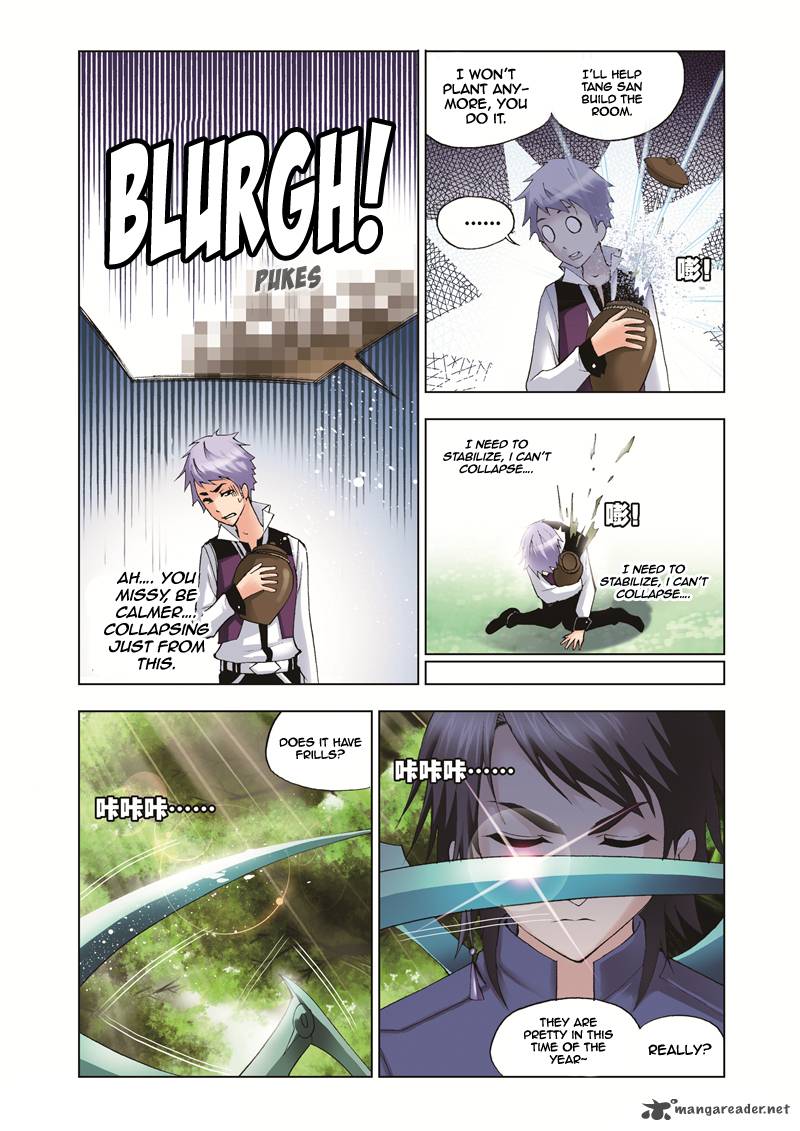 BLURGH!
PUKES
AH.... YOU
MISSY, BE
CALMER....
COLLAPSING
JUST FROM
THIS.
I WON'T
PLANT ANY-
MORE, YOU
DO IT.
I'LL HELP
TANG SAN
BUILD THE
ROOM.
......
嘭!
I NEED TO
STABILIZE, I CAN'T
COLLAPSE....
嘭!
I NEED TO
STABILIZE, I CAN'T
COLLAPSE....
DOES IT HAVE
FRILLS?
咔咔咔……
咔咔咔……
THEY ARE
PRETTY IN THIS
TIME OF THE
YEAR~
REALLY?
mangareader.net